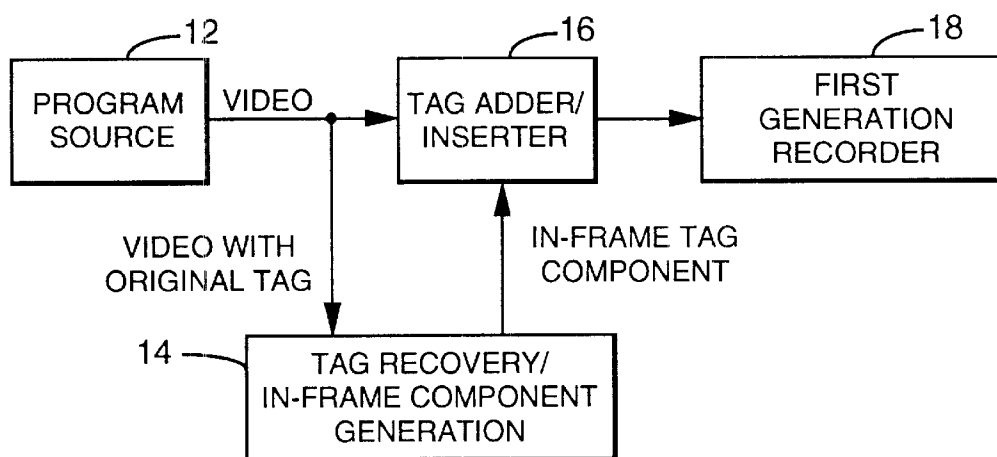 12
16
18
PROGRAM
SOURCE
VIDEO
TAG ADDER/
INSERTER
FIRST
GENERATION
RECORDER
VIDEO WITH
ORIGINAL TAG
IN-FRAME TAG
COMPONENT
14
TAG RECOVERY/
IN-FRAME COMPONENT
GENERATION